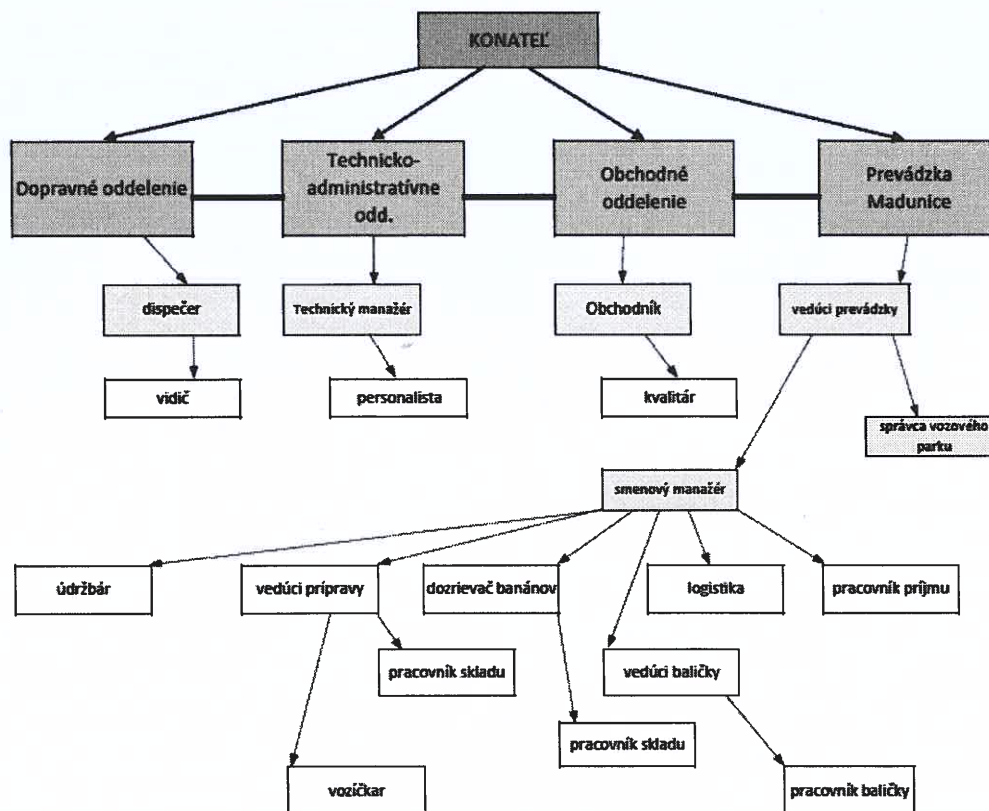 KONATEĽ
Dopravné oddelenie
Technicko-
administratívne
odd.
Obchodné
oddelenie
Prevádzka
Madunice
dispečer
Technický manažér
Obchodník
vedúci prevádzky
vidič
personalista
kvalitár
správca vozového
parku
smenový manažér
údržbár
vedúci prípravy
dozrievač banánov
logistika
pracovník príjmu
pracovník skladu
vedúci baličky
pracovník skladu
vozíčkar
pracovník baličky